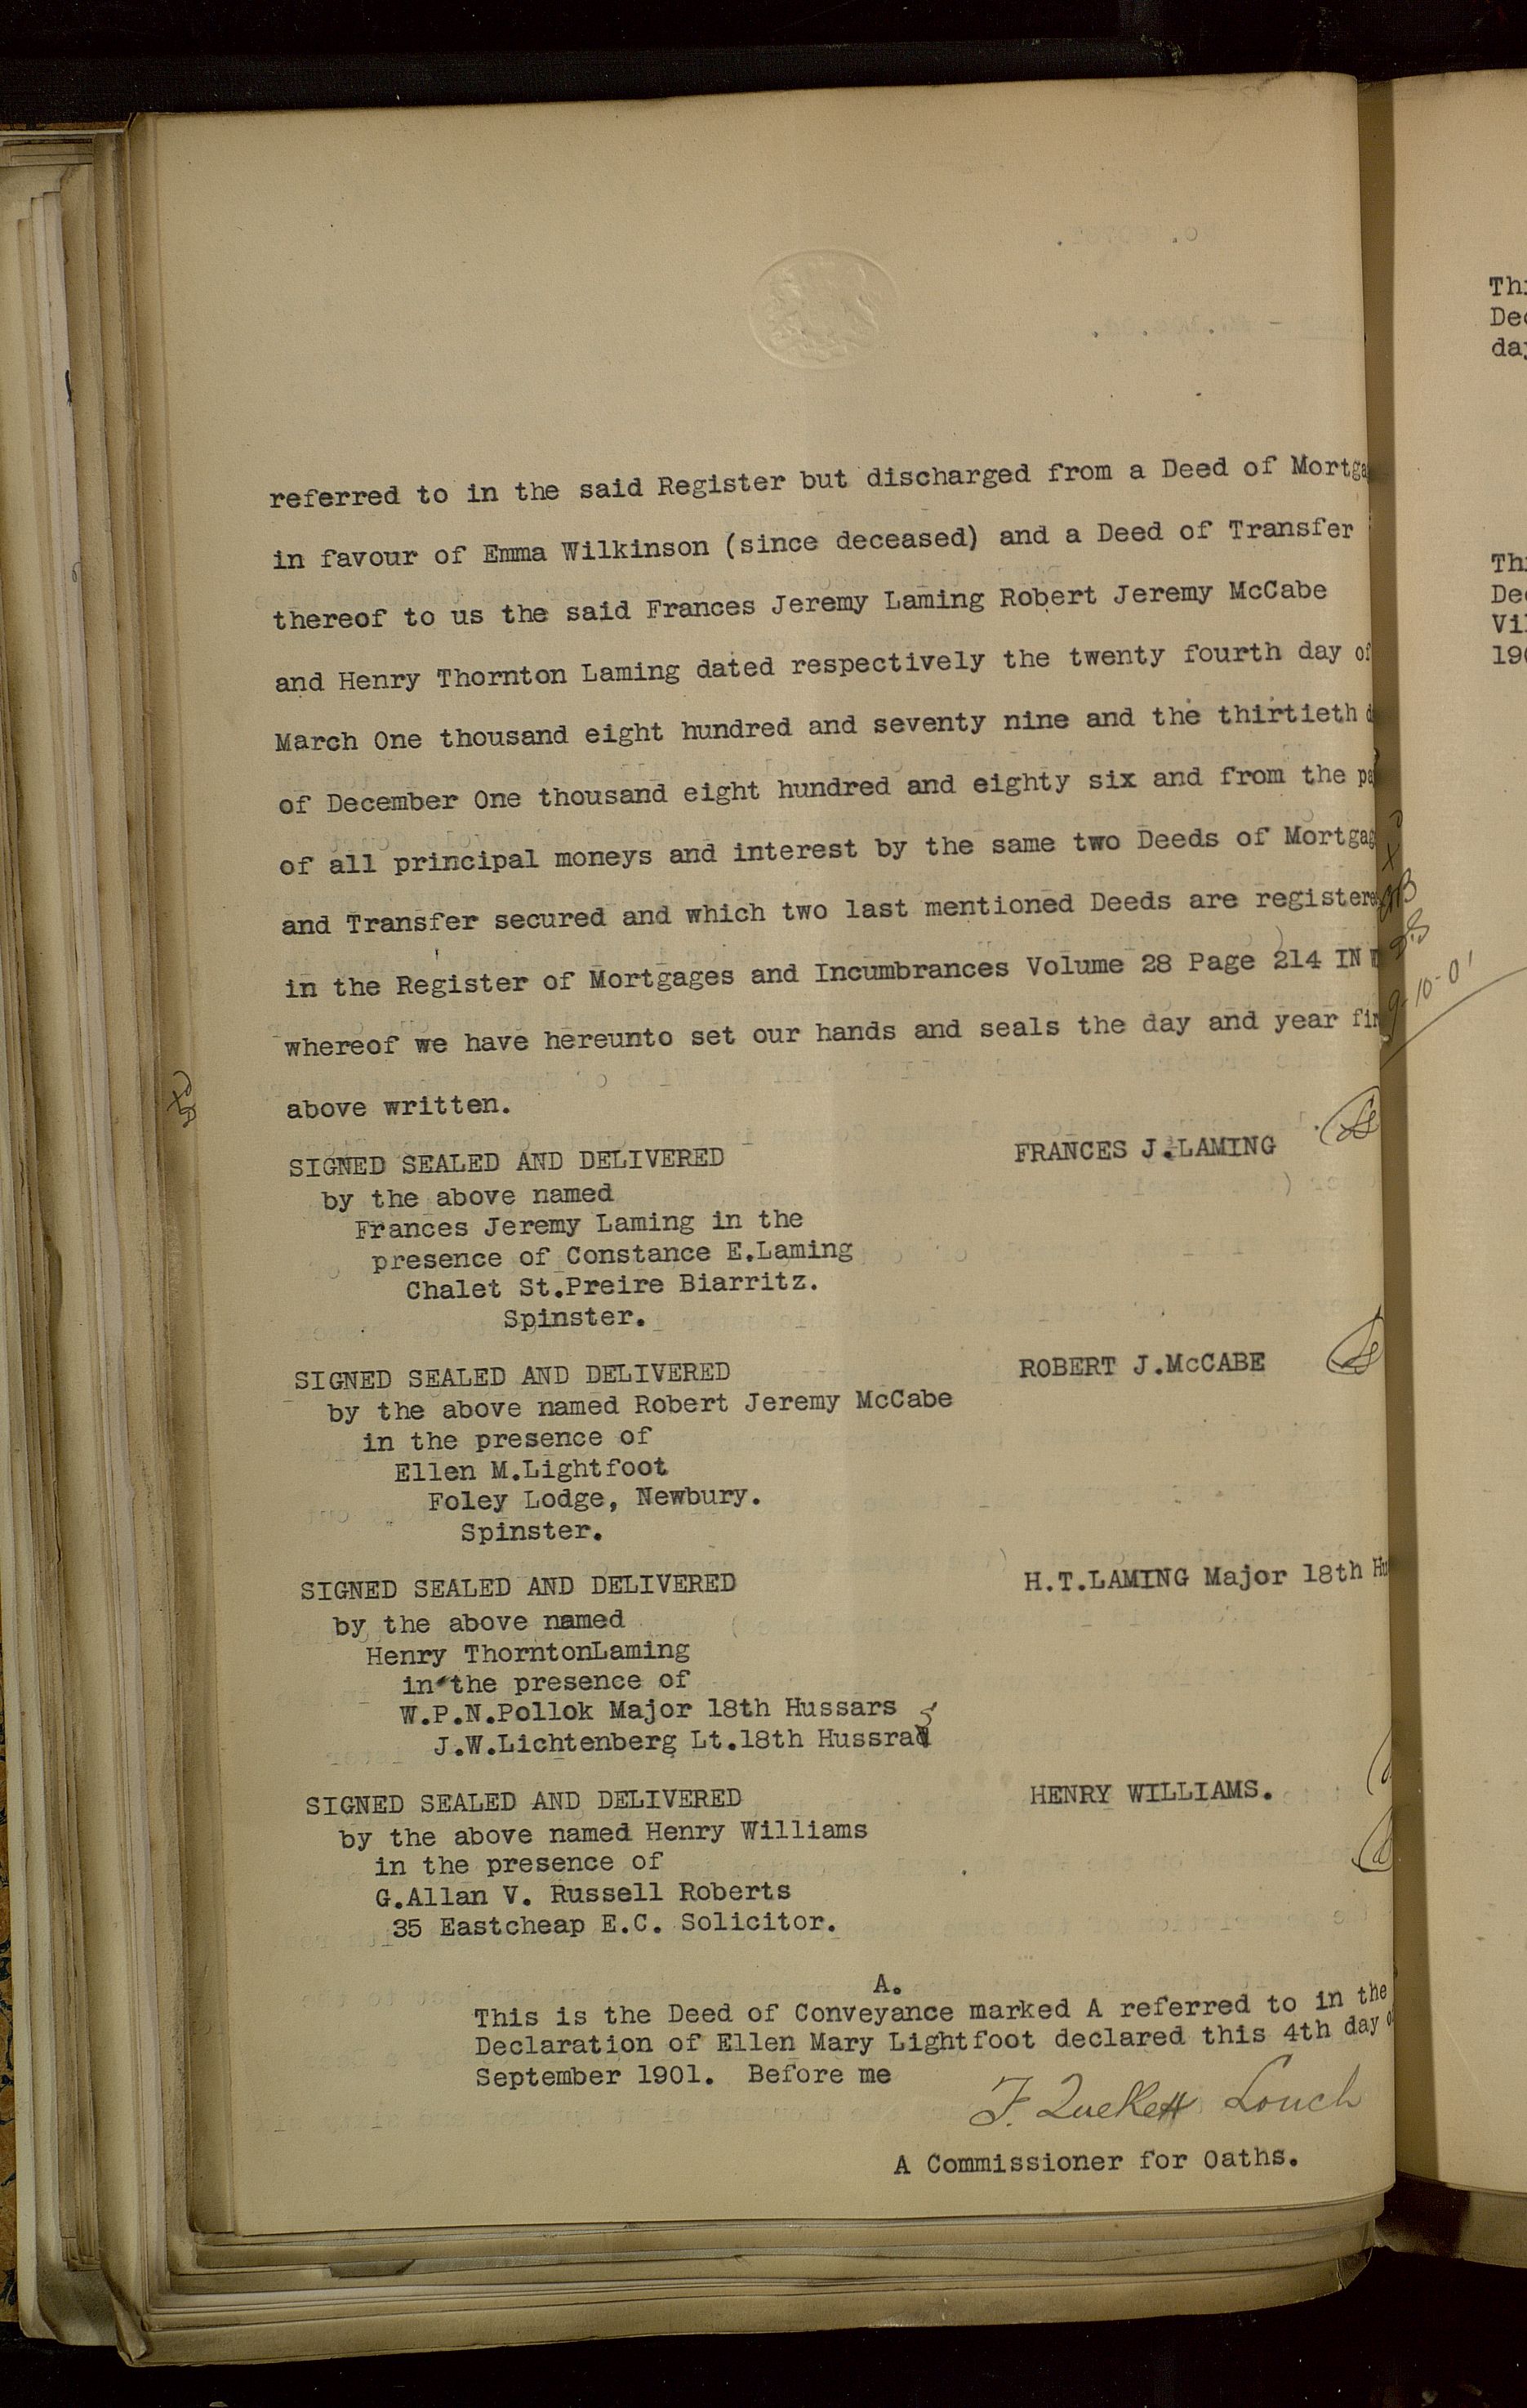 referred to in the said Register but discharged from a Deed of Mortga
in favour of Emma Wilkinson (since deceased) and a Deed of Transfer
thereof to us the said Frances Jeremy Laming Robert Jeremy McCabe
and Henry Thornton Laming dated respectively the twenty fourth day of
March One thousand eight hundred and seventy nine and the thirtieth d
of December One thousand eight hundred and eighty six and from the pa
of all principal moneys and interest by the same two Deeds of Mortgag
and Transfer secured and which two last mentioned Deeds are registere
in the Register of Mortgages and Incumbrances Volume 28 Page 214 IN
whereof we have hereunto set our hands and seals the day and year fir
above written.
SIGNED SEALED AND DELIVERED FRANCES J.LAMING
by the above named
Frances Jeremy Laming in the
presence of Constance E.Laming
Chalet St.Preire Biarritz.
Spinster.
SIGNED SEALED AND DELIVERED ROBERT J.McCABE
by the above named Robert Jeremy McCabe
in the presence of
Ellen M.Lightfoot
Foley Lodge, Newbury.
Spinster.
SIGNED SEALED AND DELIVERED H.T.LAMING Major 18th Hu
by the above named
Henry ThorntonLaming
in the presence of
W.P.N.Pollok Major 18th Hussars
J.W.Lichtenberg Lt.18th
SIGNED SEALED AND DELIVERED HENRY WILLIAMS.
by the above named Henry Williams
in the presence of
G.Allan V. Russell Roberts
35 Eastcheap E.C. Solicitor.
A.
This is the Deed of Conveyance marked A referred to in the
Declaration of Ellen Mary Lightfoot declared this 4th day o
September 1901. Before me
F. Quekett Louch
A Commissioner for Oaths.
Thi
Dec
day
Thi
Dec
Vil
190